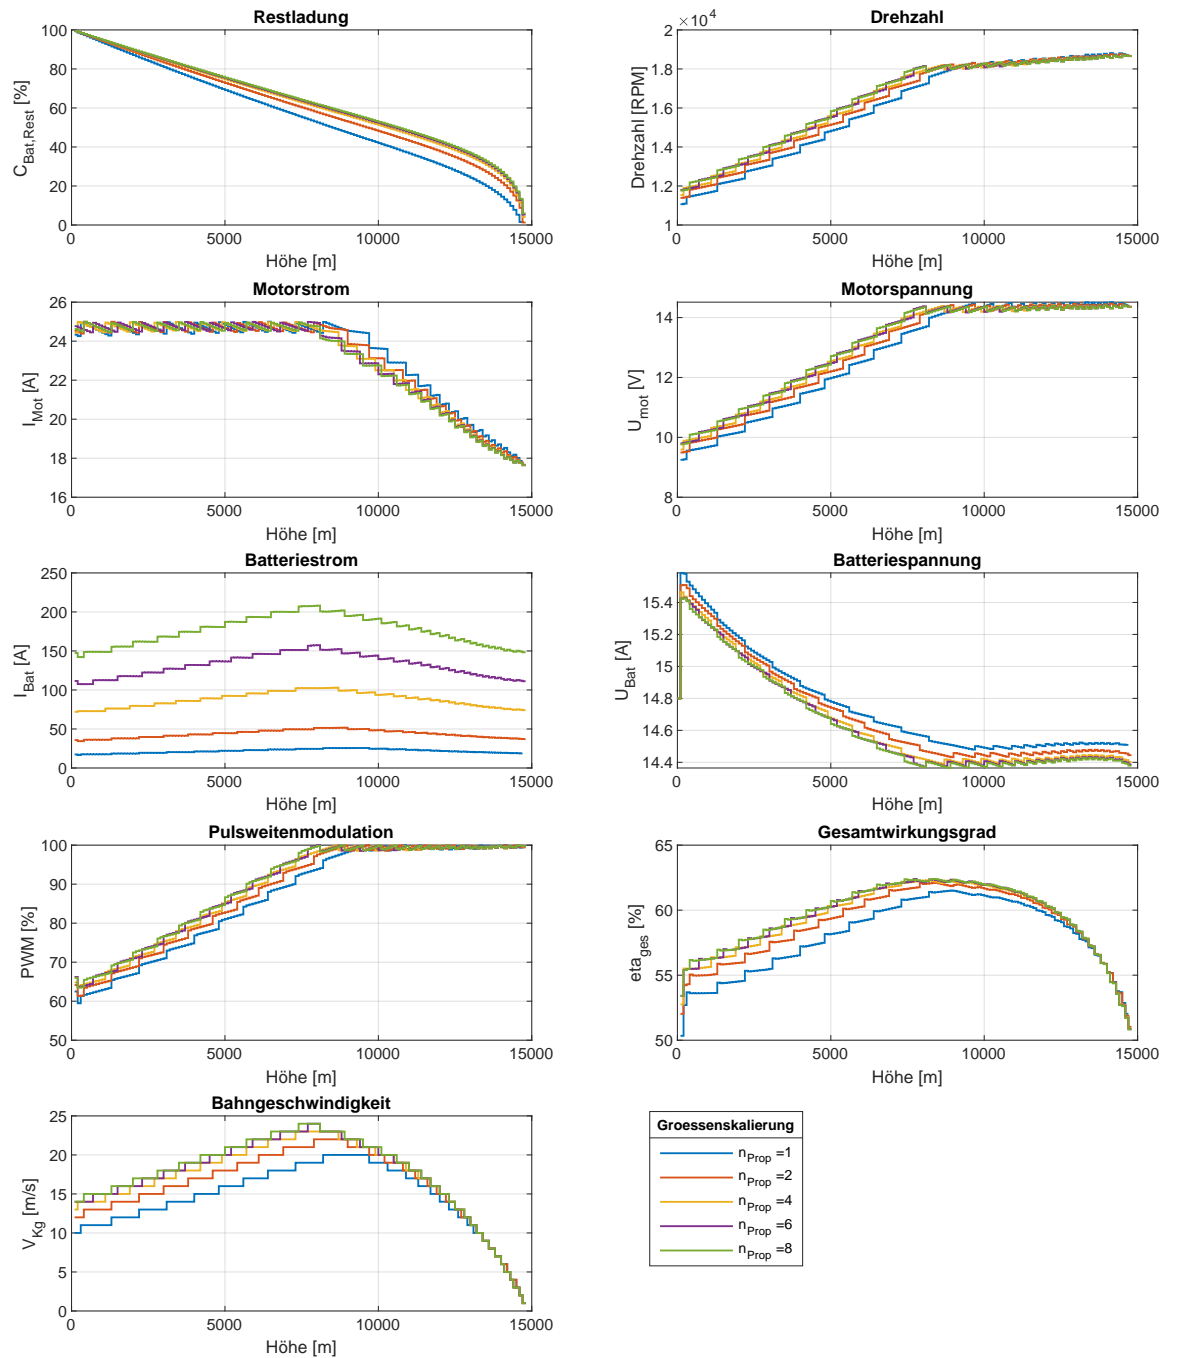 Restladung
C_Bat,Rest [%]
100
80
60
40
20
0
0 5000 10000 15000
Höhe [m]
Drehzahl
×10^4
Drehzahl [RPM]
2
1.8
1.6
1.4
1.2
1
0 5000 10000 15000
Höhe [m]
Motorstrom
I_Mot [A]
26
24
22
20
18
16
0 5000 10000 15000
Höhe [m]
Motorspannung
U_mot [V]
14
12
10
8
0 5000 10000 15000
Höhe [m]
Batteriestrom
I_Bat [A]
250
200
150
100
50
0
0 5000 10000 15000
Höhe [m]
Batteriespannung
U_Bat [A]
15.4
15.2
15
14.8
14.6
14.4
0 5000 10000 15000
Höhe [m]
Pulsweitenmodulation
PWM [%]
100
90
80
70
60
50
0 5000 10000 15000
Höhe [m]
Gesamtwirkungsgrad
eta_ges [%]
65
60
55
50
0 5000 10000 15000
Höhe [m]
Bahngeschwindigkeit
V_Kg [m/s]
25
20
15
10
5
0
0 5000 10000 15000
Höhe [m]
Groessenskalierung
n_Prop =1
n_Prop =2
n_Prop =4
n_Prop =6
n_Prop =8